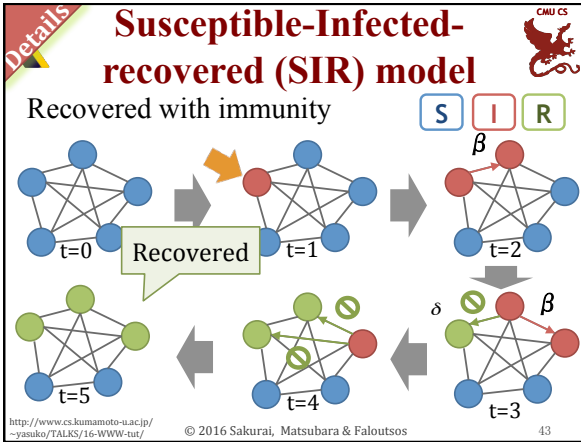 Details
Susceptible-Infected-
recovered (SIR) model
CMU CS
Recovered with immunity
S I R
β
t=0
t=1
t=2
Recovered
δ
β
t=5
t=4
t=3
http://www.cs.kumamoto-u.ac.jp/
~yasuko/TALKS/16-WWW-tut/
© 2016 Sakurai, Matsubara & Faloutsos
43